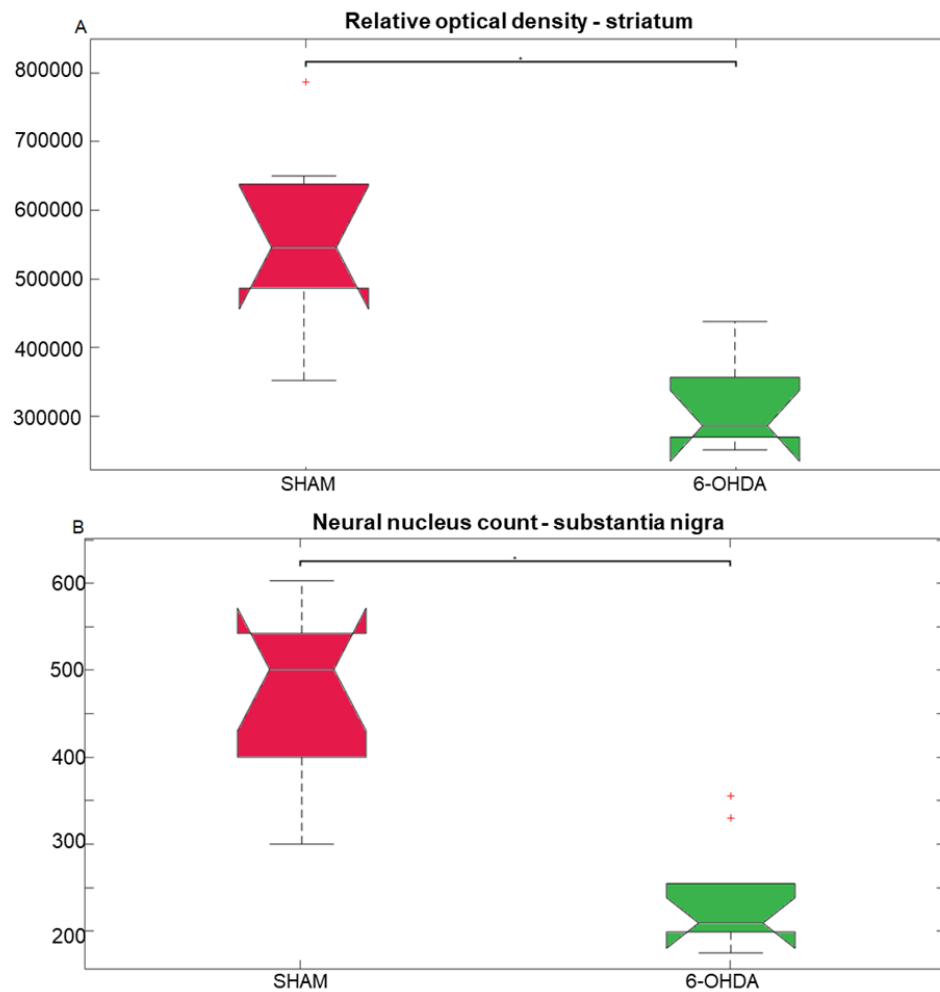 A
Relative optical density - striatum
800000
700000
600000
500000
400000
300000
SHAM
6-OHDA
B
Neural nucleus count - substantia nigra
600
500
400
300
200
SHAM
6-OHDA